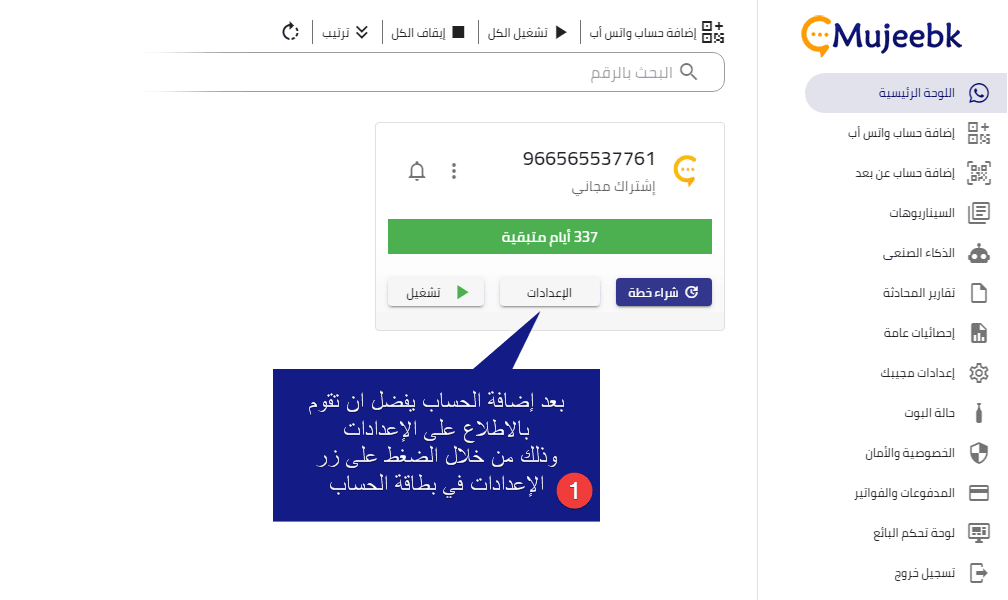 Mujeebk
اللوحة الرئيسية
إضافة حساب واتس أب
إضافة حساب عن بعد
السيناريوهات
الذكاء الصنعى
تقارير المحادثة
إحصائيات عامة
إعدادات مجيبك
حالة البوت
الخصوصية والأمان
المدفوعات والفواتير
لوحة تحكم البائع
تسجيل خروج
إضافة حساب واتس أب
تشغيل الكل
إيقاف الكل
ترتيب
البحث بالرقم
966565537761
إشتراك مجاني
337 أيام متبقية
شراء خطة
الإعدادات
تشغيل
بعد إضافة الحساب يفضل ان تقوم
بالاطلاع على الإعدادات
وذلك من خلال الضغط على زر
الإعدادات في بطاقة الحساب
1